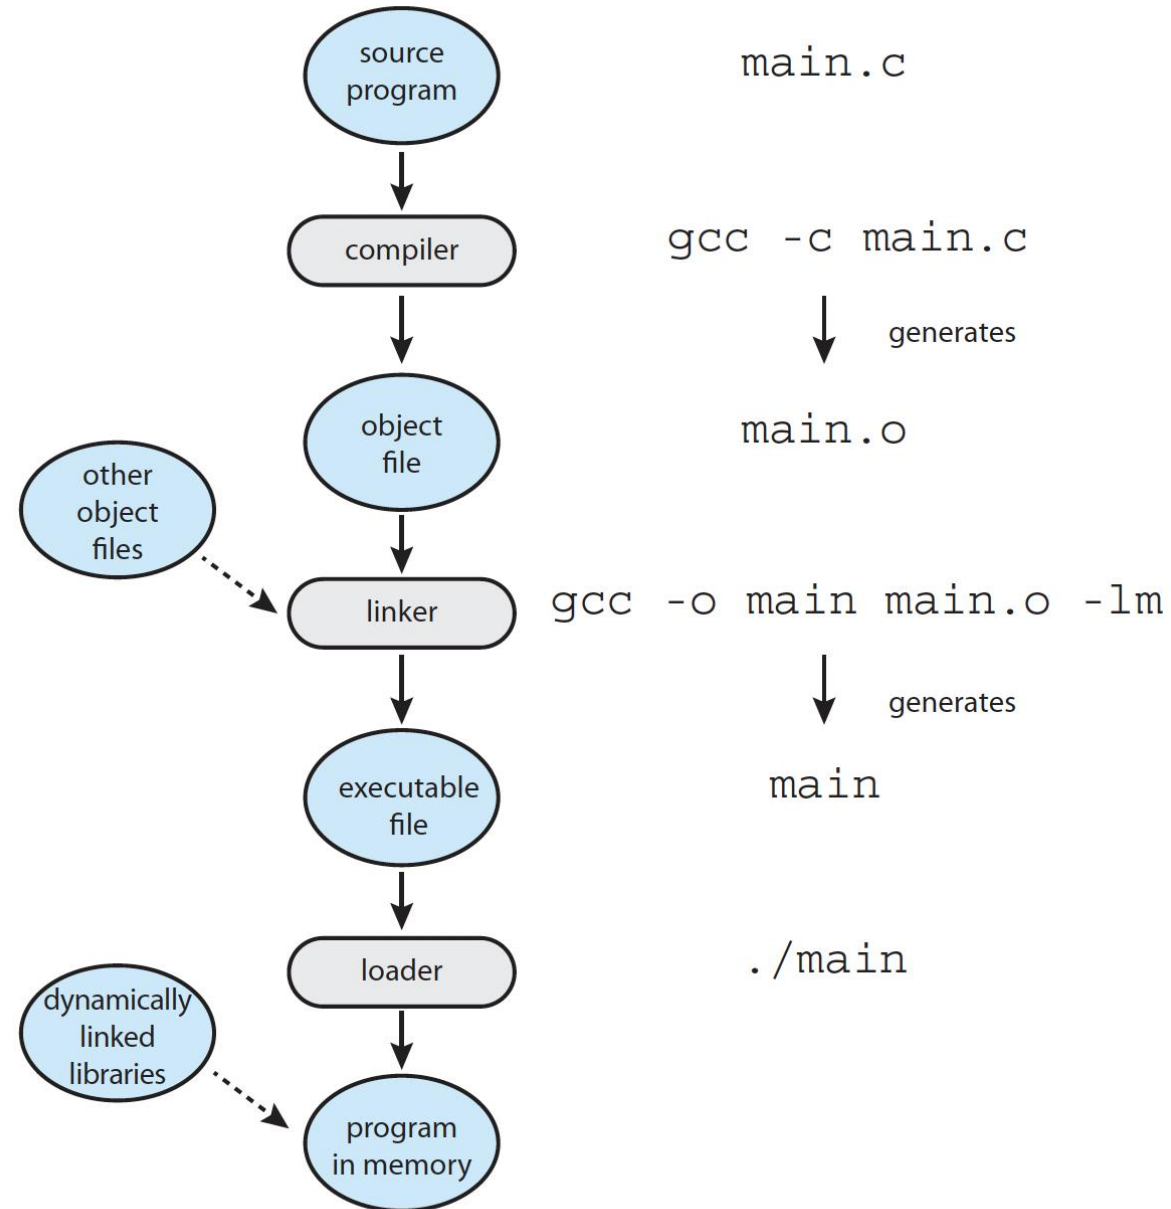 source
program
main.c
compiler
gcc -c main.c
generates
object
file
main.o
other
object
files
linker
gcc -o main main.o -lm
generates
executable
file
main
loader
./main
dynamically
linked
libraries
program
in memory